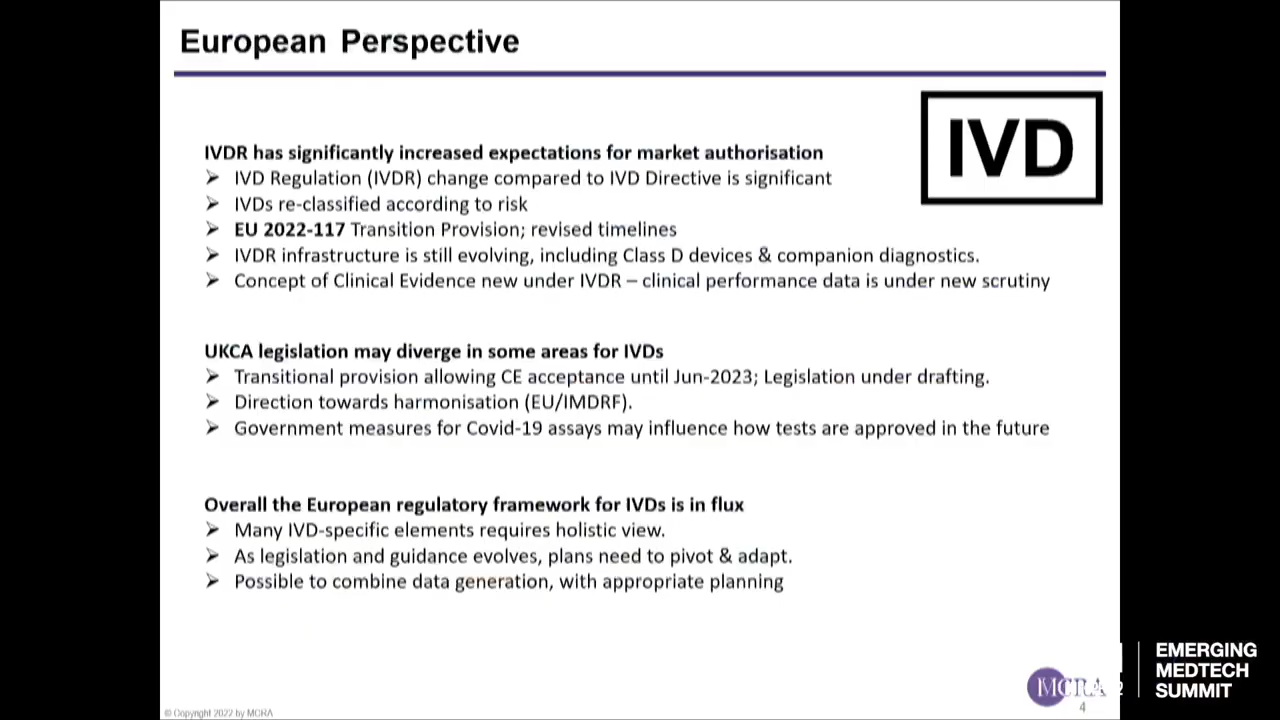 European Perspective
IVD
IVDR has significantly increased expectations for market authorisation
➢ IVD Regulation (IVDR) change compared to IVD Directive is significant
➢ IVDs re-classified according to risk
➢ EU 2022-117 Transition Provision; revised timelines
➢ IVDR infrastructure is still evolving, including Class D devices & companion diagnostics.
➢ Concept of Clinical Evidence new under IVDR – clinical performance data is under new scrutiny
UKCA legislation may diverge in some areas for IVDs
➢ Transitional provision allowing CE acceptance until Jun-2023; Legislation under drafting.
➢ Direction towards harmonisation (EU/IMDRF).
➢ Government measures for Covid-19 assays may influence how tests are approved in the future
Overall the European regulatory framework for IVDs is in flux
➢ Many IVD-specific elements requires holistic view.
➢ As legislation and guidance evolves, plans need to pivot & adapt.
➢ Possible to combine data generation, with appropriate planning
EMERGING
MEDTECH
SUMMIT
MCRA
4
© Copyright 2022 by MCRA